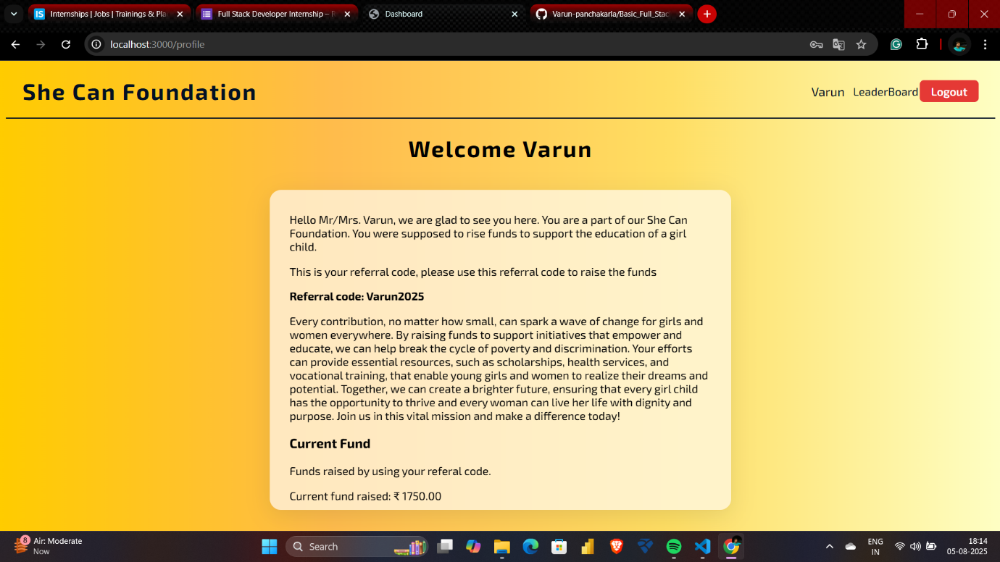 Internships | Jobs | Trainings & Pla
Full Stack Developer Internship – R
Dashboard
Varun-panchakarla/Basic_Full_Stac
localhost:3000/profile
She Can Foundation
Varun
LeaderBoard
Logout
Welcome Varun
Hello Mr/Mrs. Varun, we are glad to see you here. You are a part of our She Can
Foundation. You were supposed to rise funds to support the education of a girl
child.
This is your referral code, please use this referral code to raise the funds
Referral code: Varun2025
Every contribution, no matter how small, can spark a wave of change for girls and
women everywhere. By raising funds to support initiatives that empower and
educate, we can help break the cycle of poverty and discrimination. Your efforts
can provide essential resources, such as scholarships, health services, and
vocational training, that enable young girls and women to realize their dreams and
potential. Together, we can create a brighter future, ensuring that every girl child
has the opportunity to thrive and every woman can live her life with dignity and
purpose. Join us in this vital mission and make a difference today!
Current Fund
Funds raised by using your referal code.
Current fund raised: ₹ 1750.00
8
Air: Moderate
Now
Search
ENG
IN
18:14
05-08-2025